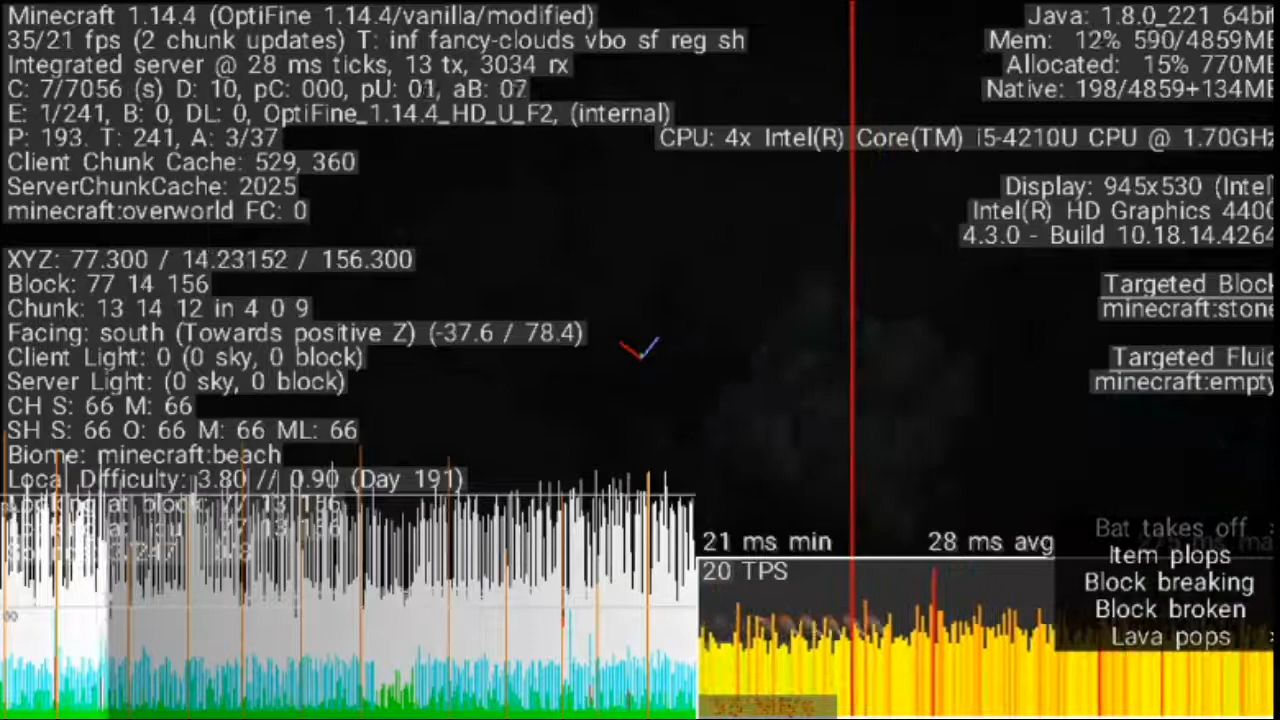 Minecraft 1.14.4 (OptiFine 1.14.4/vanilla/modified)
35/21 fps (2 chunk updates) T: inf fancy-clouds vbo sf reg sh
Integrated server @ 28 ms ticks, 13 tx, 3034 rx
C: 7/7056 (s) D: 10, pC: 000, pU: 01, aB: 07
E: 1/241, B: 0, DL: 0, OptiFine_1.14.4_HD_U_F2, (internal)
P: 193. T: 241, A: 3/37
Client Chunk Cache: 529, 360
ServerChunkCache: 2025
minecraft:overworld FC: 0
XYZ: 77.300 / 14.23152 / 156.300
Block: 77 14 156
Chunk: 13 14 12 in 4 0 9
Facing: south (Towards positive Z) (-37.6 / 78.4)
Client Light: 0 (0 sky, 0 block)
Server Light: (0 sky, 0 block)
CH S: 66 M: 66
SH S: 66 O: 66 M: 66 ML: 66
Biome: minecraft:beach
Local Difficulty: 3.80 // 0.90 (Day 191)
Looking at block: 77 13 156
Java: 1.8.0_221 64bit
Mem: 12% 590/4859MB
Allocated: 15% 770MB
Native: 198/4859+134MB
CPU: 4x Intel(R) Core(TM) i5-4210U CPU @ 1.70GHz
Display: 945x530 (Intel
Intel(R) HD Graphics 4400
4.3.0 - Build 10.18.14.4264
Targeted Block
minecraft:stone
Targeted Fluid
minecraft:empty
21 ms min 28 ms avg
20 TPS
Bat takes off
Item plops
Block breaking
Block broken
Lava pops